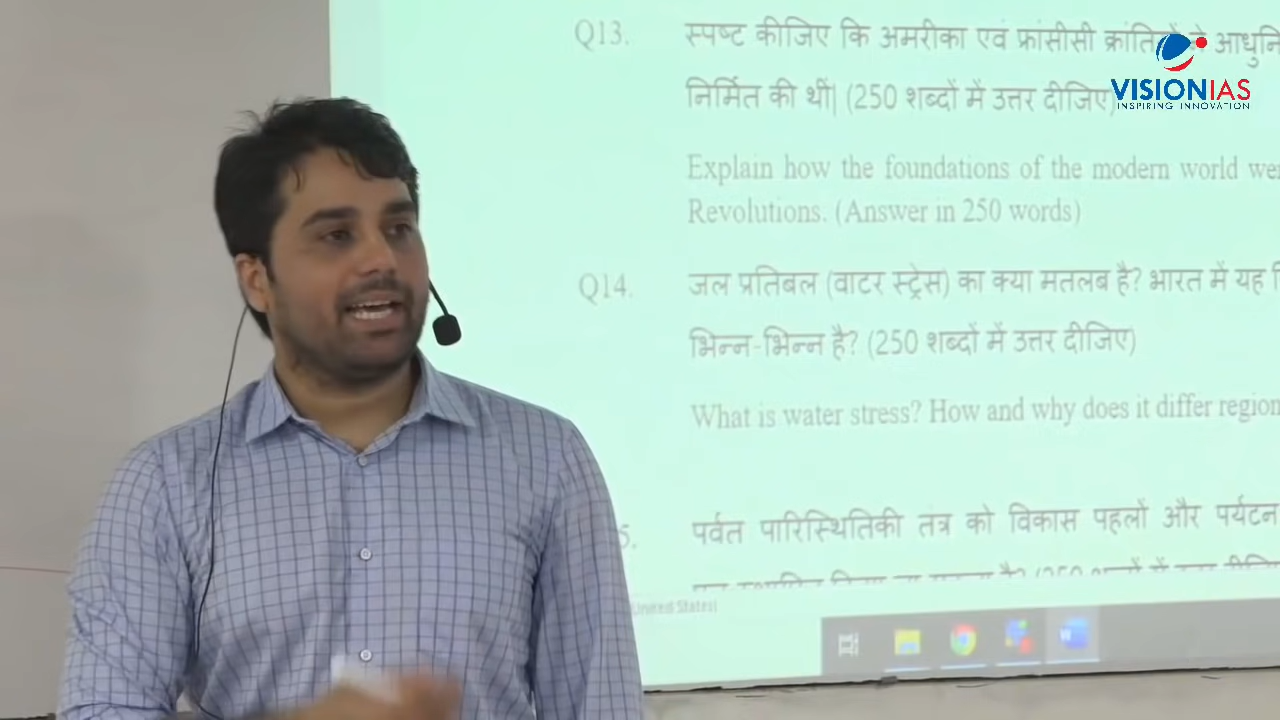 VISIONIAS
INSPIRING INNOVATION
Q13. स्पष्ट कीजिए कि अमरीका एवं फ्रांसीसी
निर्मित की थीं| (250 शब्दों में उत्तर दीजिए)
Explain how the foundations of the modern world
Revolutions. (Answer in 250 words)
Q14. जल प्रतिबल (वाटर स्ट्रेस) का क्या मतलब है? भारत में यह
भिन्न-भिन्न है? (250 शब्दों में उत्तर दीजिए)
What is water stress? How and why does it differ
पर्वत पारिस्थितिकी तंत्र को विकास पहलों और पर्यटन
United States)